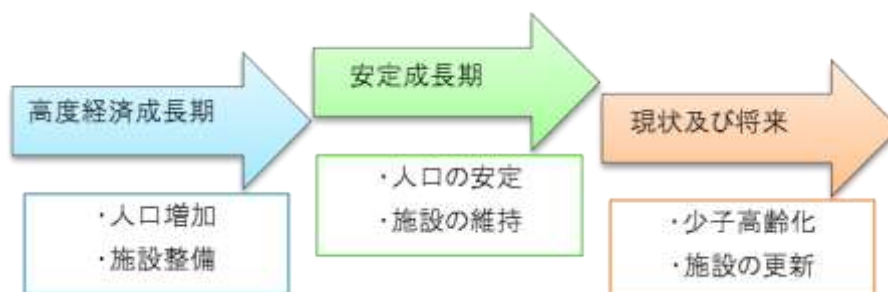 高度経済成長期
・人口増加
・施設整備
安定成長期
・人口の安定
・施設の維持
現状及び将来
・少子高齢化
・施設の更新